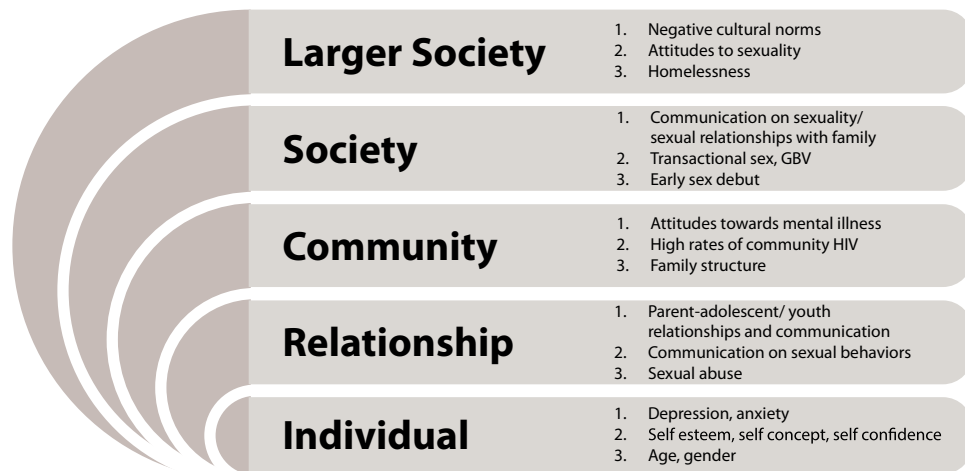 Larger Society
1. Negative cultural norms
2. Attitudes to sexuality
3. Homelessness
Society
1. Communication on sexuality/
sexual relationships with family
2. Transactional sex, GBV
3. Early sex debut
Community
1. Attitudes towards mental illness
2. High rates of community HIV
3. Family structure
Relationship
1. Parent-adolescent/ youth
relationships and communication
2. Communication on sexual behaviors
3. Sexual abuse
Individual
1. Depression, anxiety
2. Self esteem, self concept, self confidence
3. Age, gender